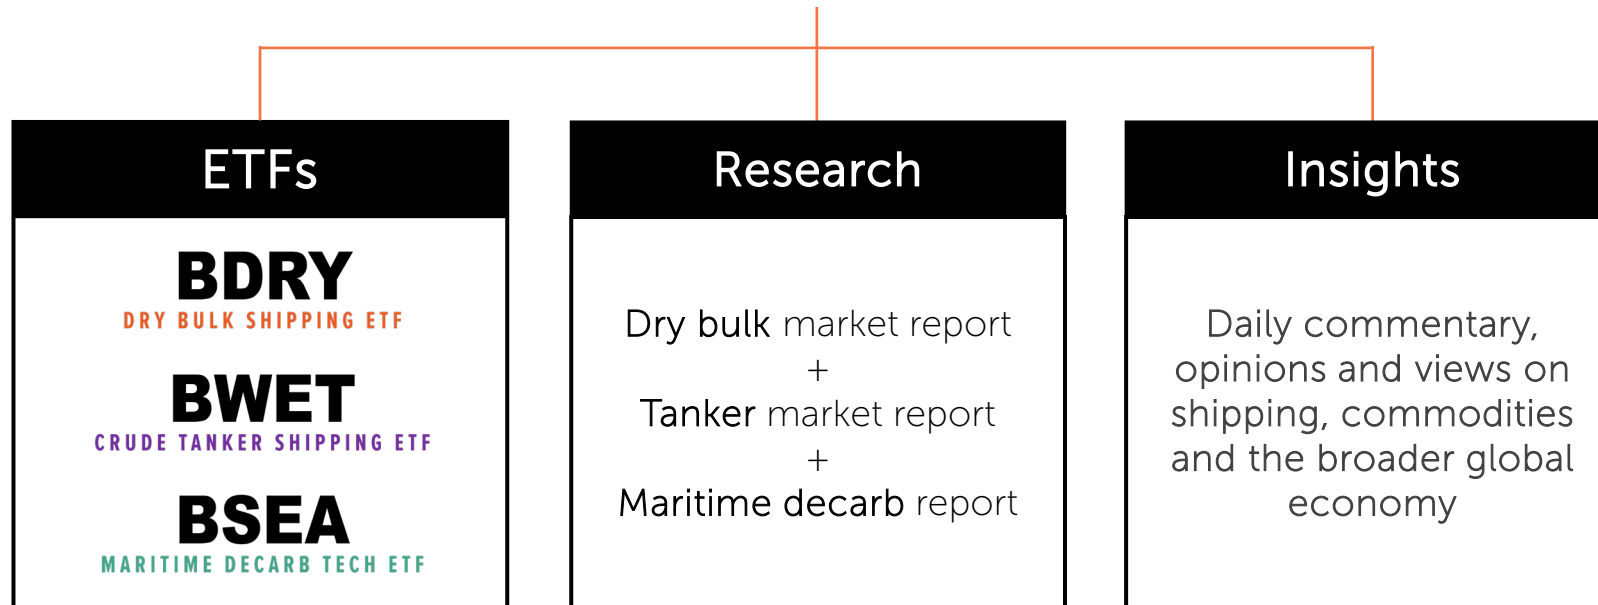 ETFs
BDRY
DRY BULK SHIPPING ETF
BWET
CRUDE TANKER SHIPPING ETF
BSEA
MARITIME DECARB TECH ETF
Research
Dry bulk market report
+
Tanker market report
+
Maritime decarb report
Insights
Daily commentary,
opinions and views on
shipping, commodities
and the broader global
economy